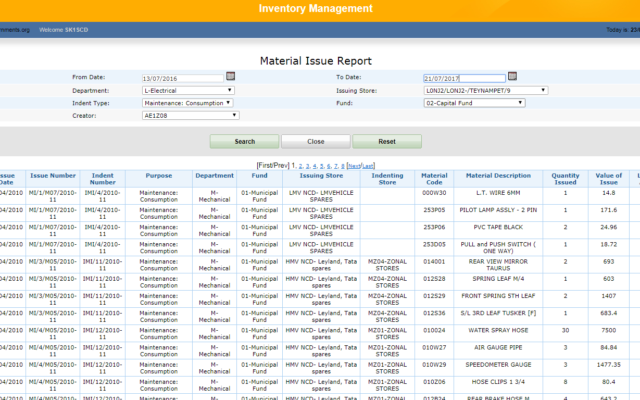 Inventory Management
mments.org Welcome SR1SCD Today is:
Material Issue Report
From Date: 13/07/2016 To Date: 21/07/2017
Department: L-Electrical Issuing Store: LONJ2/LONJ2-/TEYNAMPET/9
Indent Type: Maintenance: Consumption Fund: 02-Capital Fund
Creator: AE1Z08
Search Close Reset
[First/Prev] 1, 2, 3, 4, 5, 6, 7, 8 [Next/Last]
Issue Date Issue Number Indent Number Purpose Department Fund Issuing Store Indenting Store Material Code Material Description Quantity Issued Value of Issue
04/2010 MI/1/M07/2010-11 IMI/4/2010-11 Maintenance: Consumption M-Mechanical 01-Municipal Fund LMV NCD- LMVEHICLE SPARES 000W30 L.T. WIRE 6MM 1 14.8
04/2010 MI/1/M07/2010-11 IMI/4/2010-11 Maintenance: Consumption M-Mechanical 01-Municipal Fund LMV NCD- LMVEHICLE SPARES 253P05 PILOT LAMP ASSLY - 2 PIN 1 171.6
04/2010 MI/1/M07/2010-11 IMI/4/2010-11 Maintenance: Consumption M-Mechanical 01-Municipal Fund LMV NCD- LMVEHICLE SPARES 253P06 PVC TAPE BLACK 2 24.96
04/2010 MI/1/M07/2010-11 IMI/4/2010-11 Maintenance: Consumption M-Mechanical 01-Municipal Fund LMV NCD- LMVEHICLE SPARES 253D05 PULL and PUSH SWITCH ( ONE WAY) 1 18.72
04/2010 MI/3/M05/2010-11 IMI/11/2010-11 Maintenance: Consumption M-Mechanical 01-Municipal Fund HMV NCD- Leyland, Tata spares MZ04-ZONAL STORES 014001 REAR VIEW MIRROR TAURUS 2 693
04/2010 MI/3/M05/2010-11 IMI/11/2010-11 Maintenance: Consumption M-Mechanical 01-Municipal Fund HMV NCD- Leyland, Tata spares MZ04-ZONAL STORES 012S28 SPRING LEAF M/4 1 603
04/2010 MI/3/M05/2010-11 IMI/11/2010-11 Maintenance: Consumption M-Mechanical 01-Municipal Fund HMV NCD- Leyland, Tata spares MZ04-ZONAL STORES 012S29 FRONT SPRING 5TH LEAF 2 1407
04/2010 MI/3/M05/2010-11 IMI/11/2010-11 Maintenance: Consumption M-Mechanical 01-Municipal Fund HMV NCD- Leyland, Tata spares MZ04-ZONAL STORES 012S36 S/L 3RD LEAF TUSKER [F] 1 683.4
04/2010 MI/4/M05/2010-11 IMI/4/2010-11 Maintenance: Consumption M-Mechanical 01-Municipal Fund HMV NCD- Leyland, Tata spares MZ01-ZONAL STORES 010024 WATER SPRAY HOSE 30 7500
04/2010 MI/4/M05/2010-11 IMI/4/2010-11 Maintenance: Consumption M-Mechanical 01-Municipal Fund HMV NCD- Leyland, Tata spares MZ01-ZONAL STORES 010W27 AIR GAUGE PIPE 3 84.84
04/2010 MI/4/M05/2010-11 IMI/4/2010-11 Maintenance: Consumption M-Mechanical 01-Municipal Fund HMV NCD- Leyland, Tata spares MZ01-ZONAL STORES 010W29 SPEEDOMETER GAUGE 3 1477.35
04/2010 MI/4/M05/2010-11 IMI/4/2010-11 Maintenance: Consumption M-Mechanical 01-Municipal Fund HMV NCD- Leyland, Tata spares MZ01-ZONAL STORES 010Z06 HOSE CLIPS 1 3/4 8 80.4
04/2010 MI/4/M05/2010- IMI/4/2010- Maintenance: M- 01-Municipal HMV NCD- Leyland, Tata MZ01-ZONAL 012B24 REAR BRAKE HOSE M 4 643.2